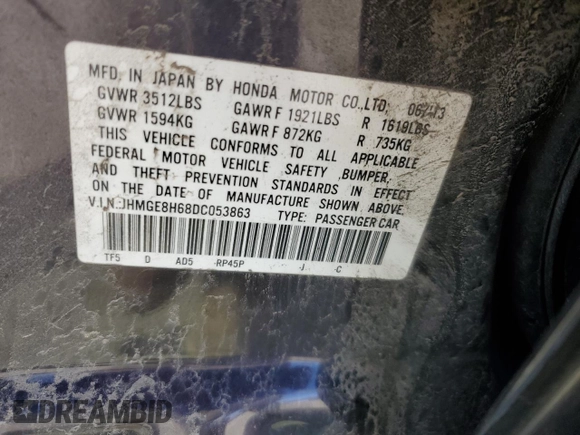 MFD. IN JAPAN BY HONDA MOTOR CO.,LTD. 06/13
GVWR 3512LBS GAWR F 1921LBS R 1619LBS
GVWR 1594KG GAWR F 872KG R 735KG
THIS VEHICLE CONFORMS TO ALL APPLICABLE
FEDERAL MOTOR VEHICLE SAFETY ,BUMPER,
AND THEFT PREVENTION STANDARDS IN EFFECT
ON THE DATE OF MANUFACTURE SHOWN ABOVE.
V.I.N. JHMGE8H68DC053863 TYPE: PASSENGER CAR
TF5 D AD5 RP45P J C
DREAMBID